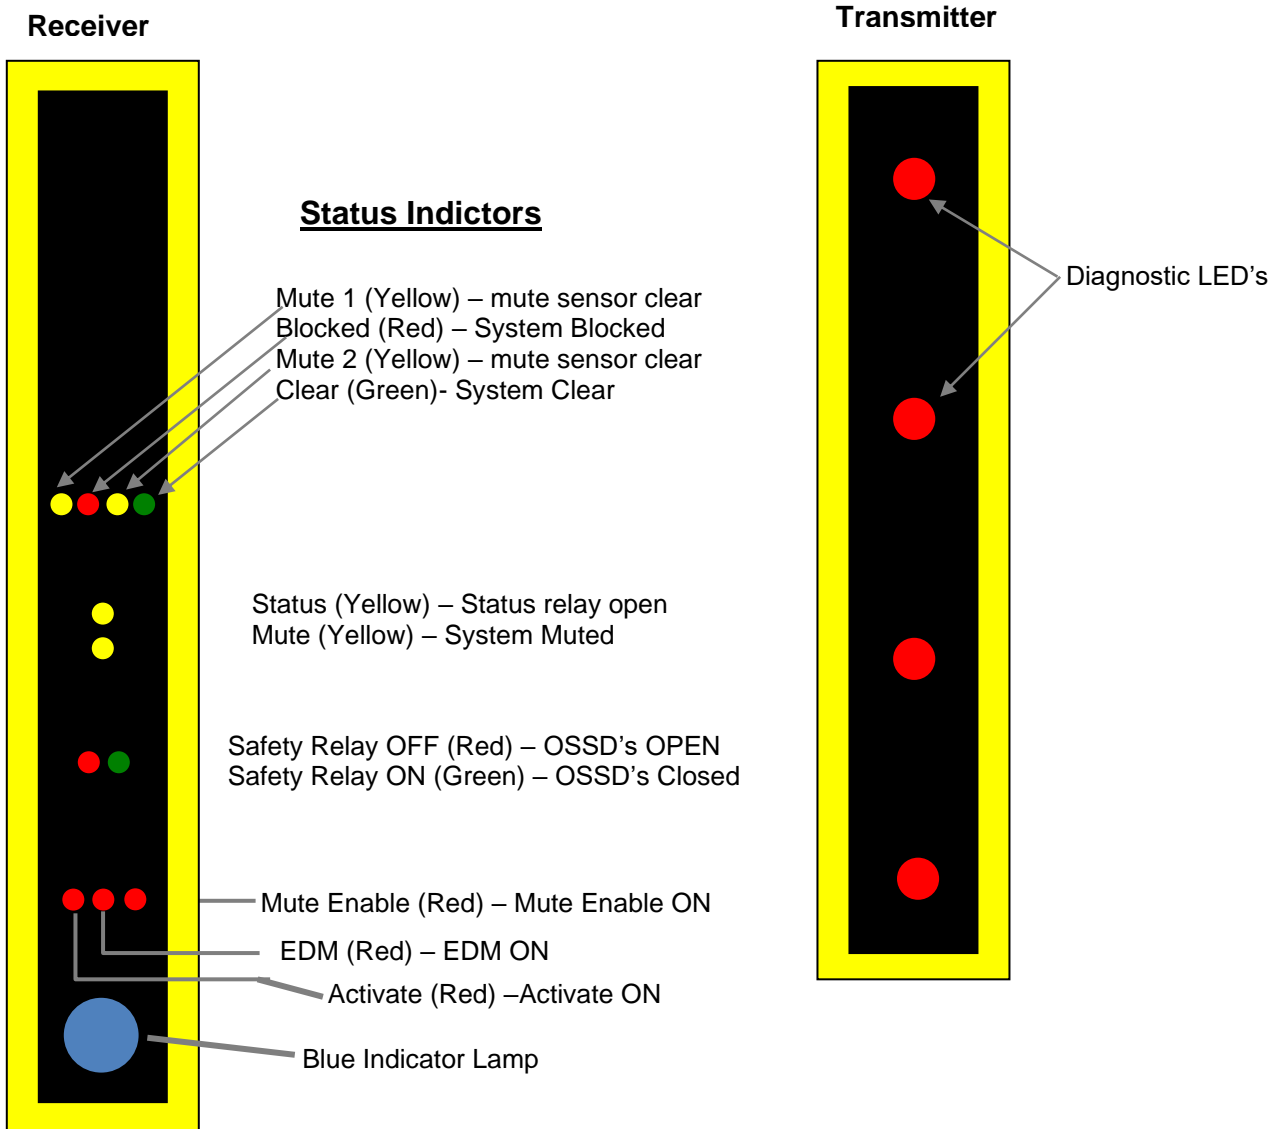 Receiver
Transmitter
Status Indictors
Diagnostic LED's
Mute 1 (Yellow) – mute sensor clear
Blocked (Red) – System Blocked
Mute 2 (Yellow) – mute sensor clear
Clear (Green)- System Clear
Status (Yellow) – Status relay open
Mute (Yellow) – System Muted
Safety Relay OFF (Red) – OSSD's OPEN
Safety Relay ON (Green) – OSSD's Closed
Mute Enable (Red) – Mute Enable ON
EDM (Red) – EDM ON
Activate (Red) –Activate ON
Blue Indicator Lamp